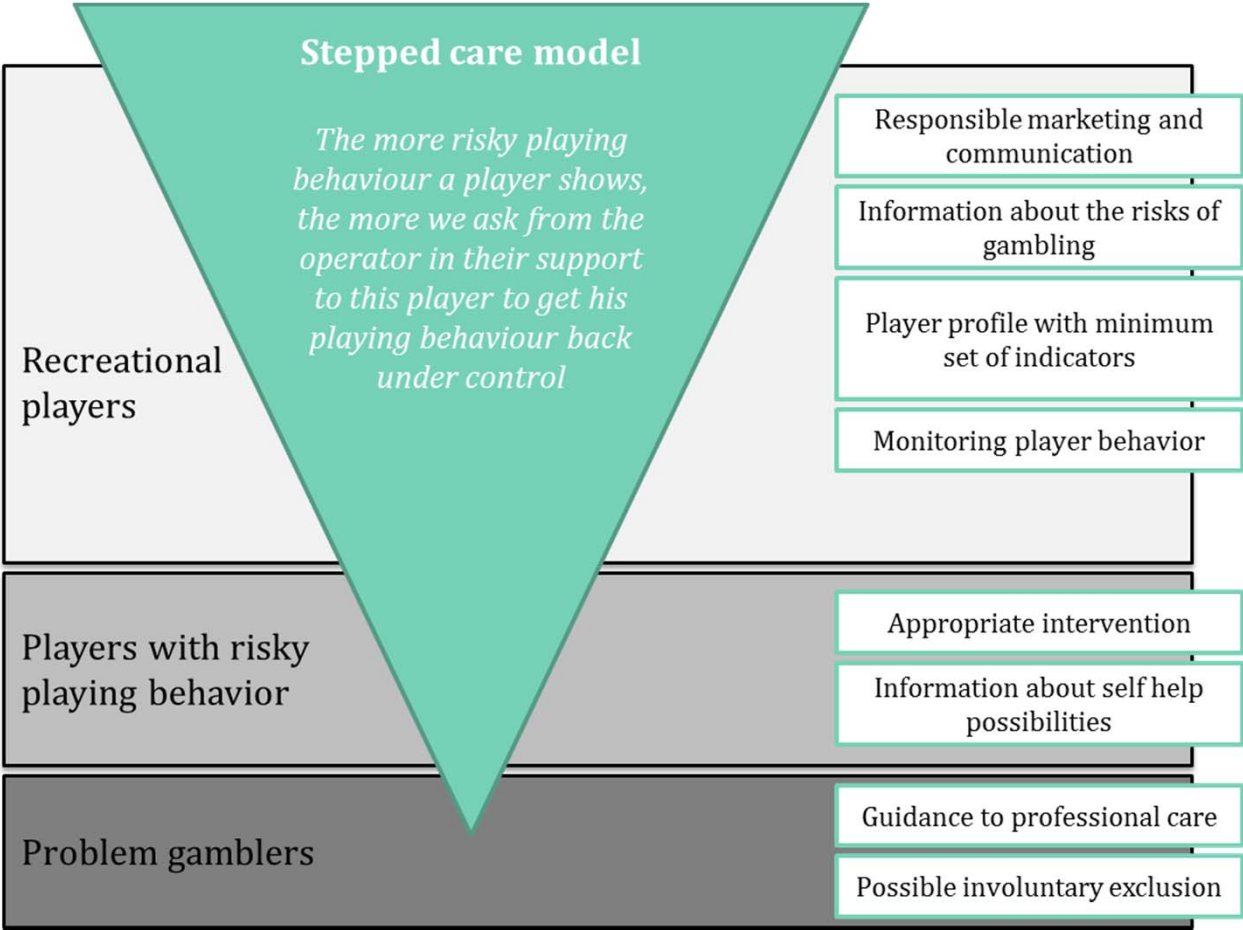 Stepped care model
The more risky playing
behaviour a player shows,
the more we ask from the
operator in their support
to this player to get his
playing behaviour back
under control
Recreational
players
Responsible marketing and
communication
Information about the risks of
gambling
Player profile with minimum
set of indicators
Monitoring player behavior
Players with risky
playing behavior
Appropriate intervention
Information about self help
possibilities
Problem gamblers
Guidance to professional care
Possible involuntary exclusion